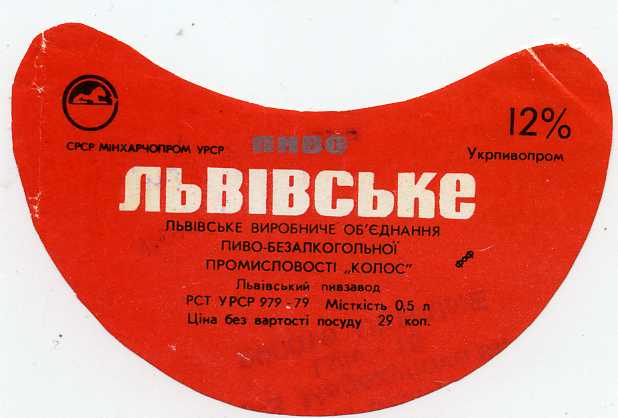 12%
СРСР МІНХАРЧОПРОМ УРСР
Укрпивопром
пиво
львівське
ЛЬВІВСЬКЕ ВИРОБНИЧЕ ОБ'ЄДНАННЯ
ПИВО-БЕЗАЛКОГОЛЬНОЇ
ПРОМИСЛОВОСТІ „КОЛОС"
Львівський пивзавод
РСТ УРСР 979-79 Місткість 0,5 л
Ціна без вартості посуду 29 коп.